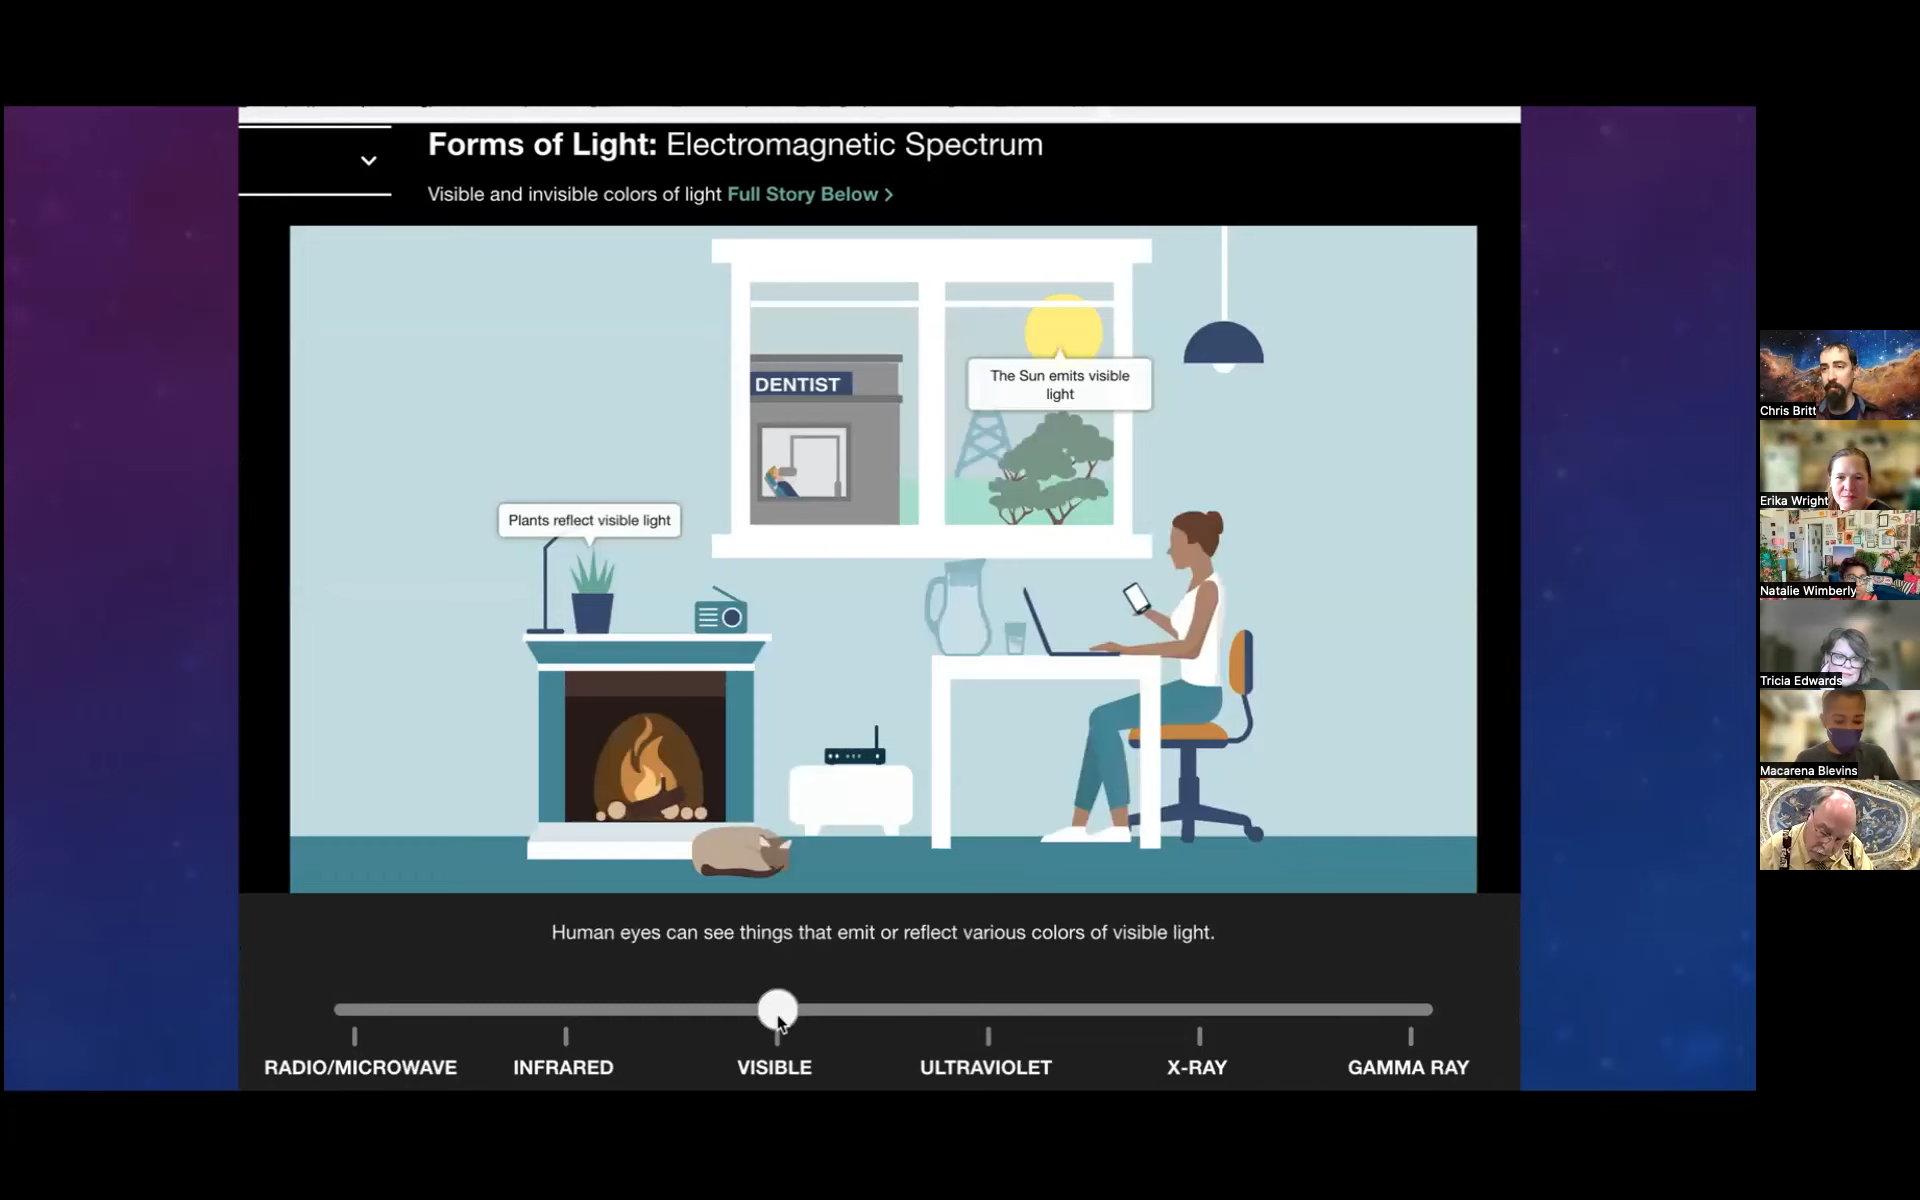 Forms of Light: Electromagnetic Spectrum
Visible and invisible colors of light Full Story Below >
DENTIST
The Sun emits visible
light
Plants reflect visible light
Human eyes can see things that emit or reflect various colors of visible light.
RADIO/MICROWAVE
INFRARED
VISIBLE
ULTRAVIOLET
X-RAY
GAMMA RAY
Chris Britt
Erika Wright
Natalie Wimberly
Tricia Edwards
Macarena Blevins